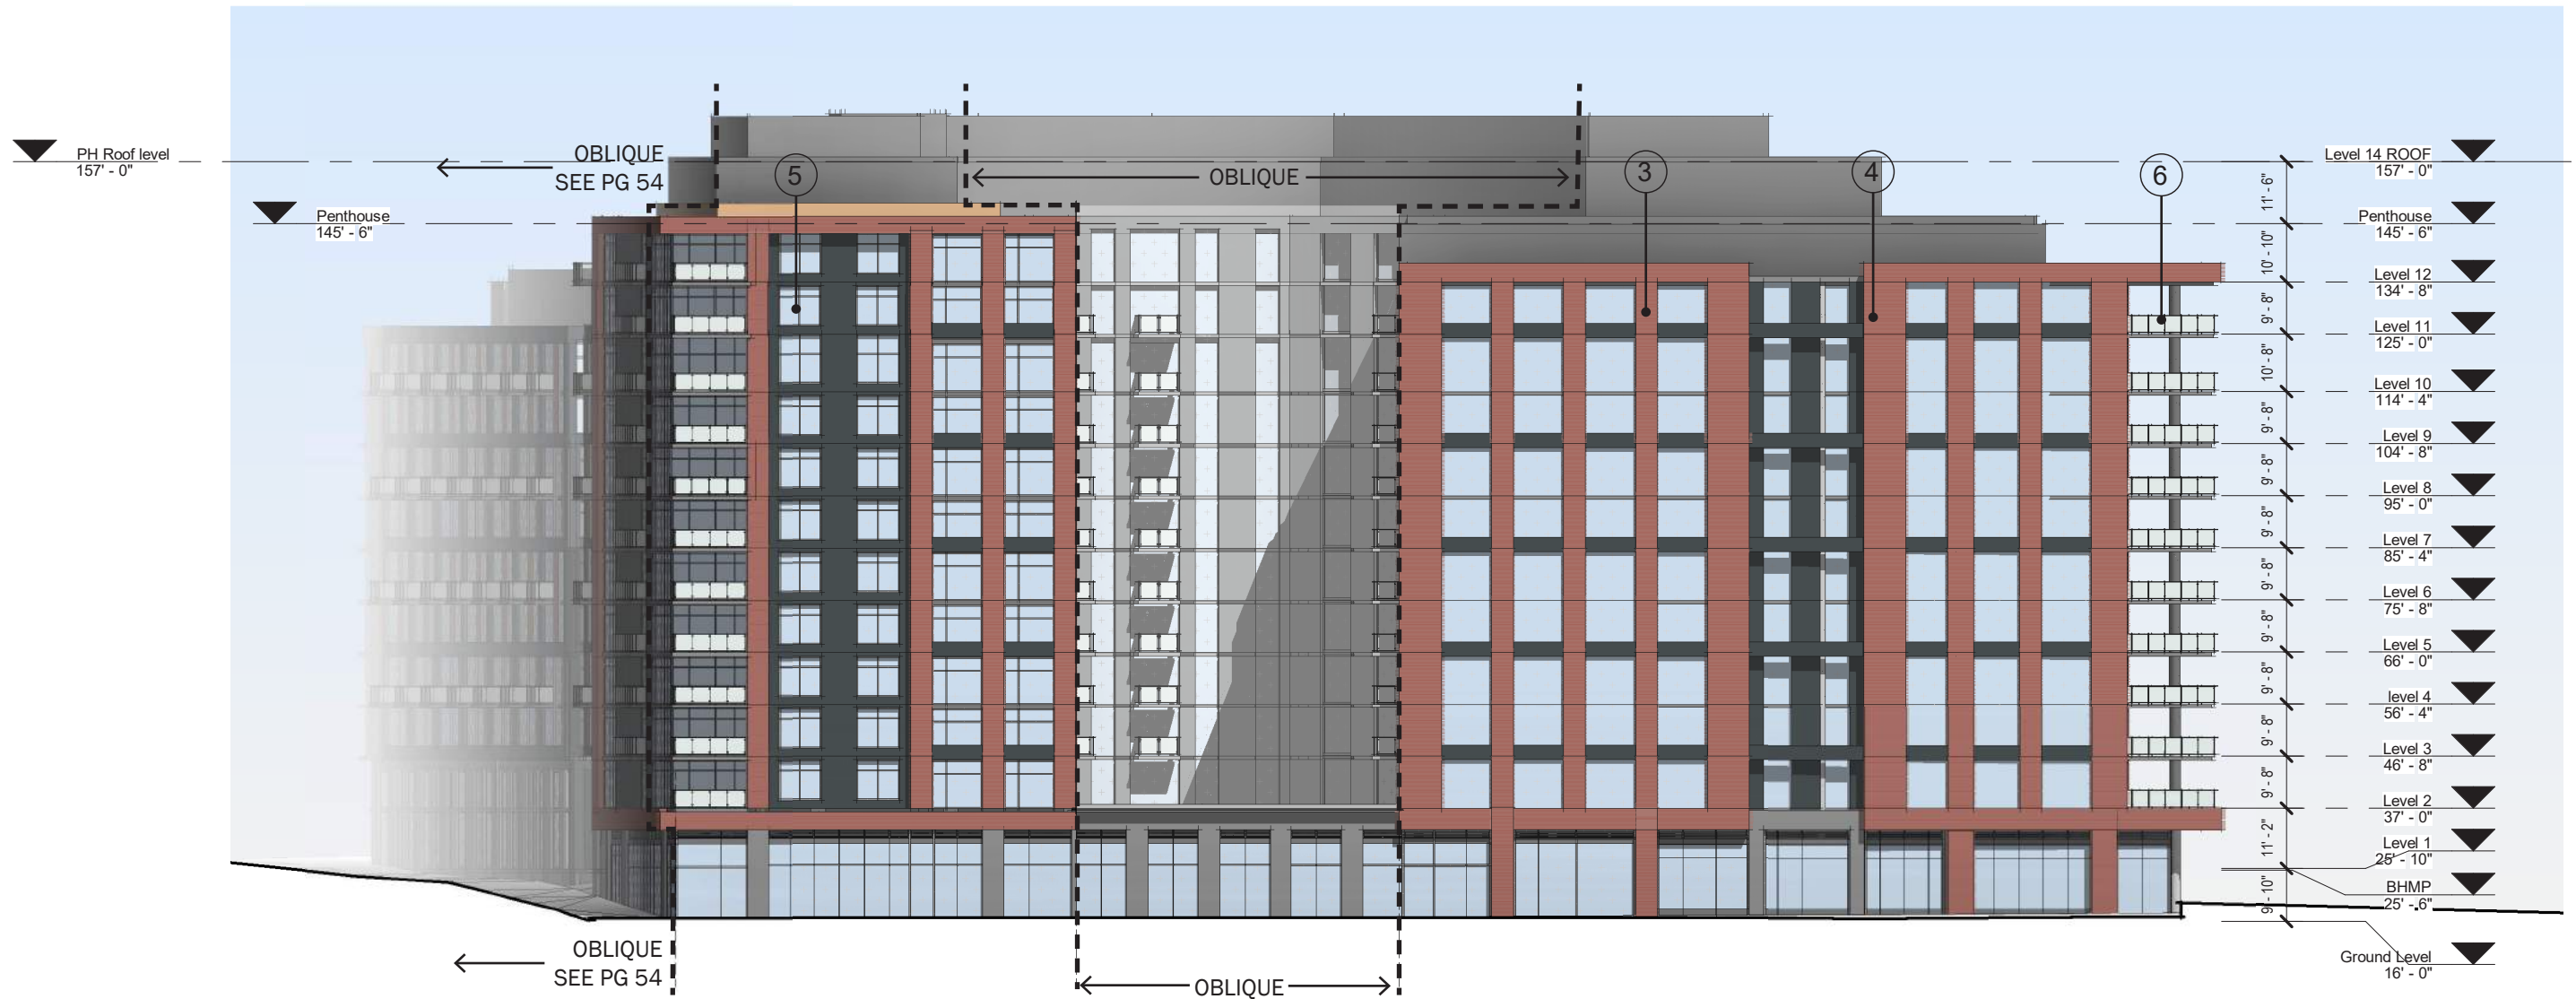 PH Roof level
157' - 0"
Penthouse
145' - 6"
OBLIQUE
SEE PG 54
OBLIQUE
5
3
4
6
Level 14 ROOF
157' - 0"
11' - 6"
Penthouse
145' - 6"
10' - 10"
Level 12
134' - 8"
9' - 8"
Level 11
125' - 0"
10' - 8"
Level 10
114' - 4"
9' - 8"
Level 9
104' - 8"
9' - 8"
Level 8
95' - 0"
9' - 8"
Level 7
85' - 4"
9' - 8"
Level 6
75' - 8"
9' - 8"
Level 5
66' - 0"
9' - 8"
level 4
56' - 4"
9' - 8"
Level 3
46' - 8"
9' - 8"
Level 2
37' - 0"
11' - 2"
Level 1
25' - 10"
BHMP
25' - 6"
9' - 10"
Ground Level
16' - 0"
OBLIQUE
SEE PG 54
OBLIQUE